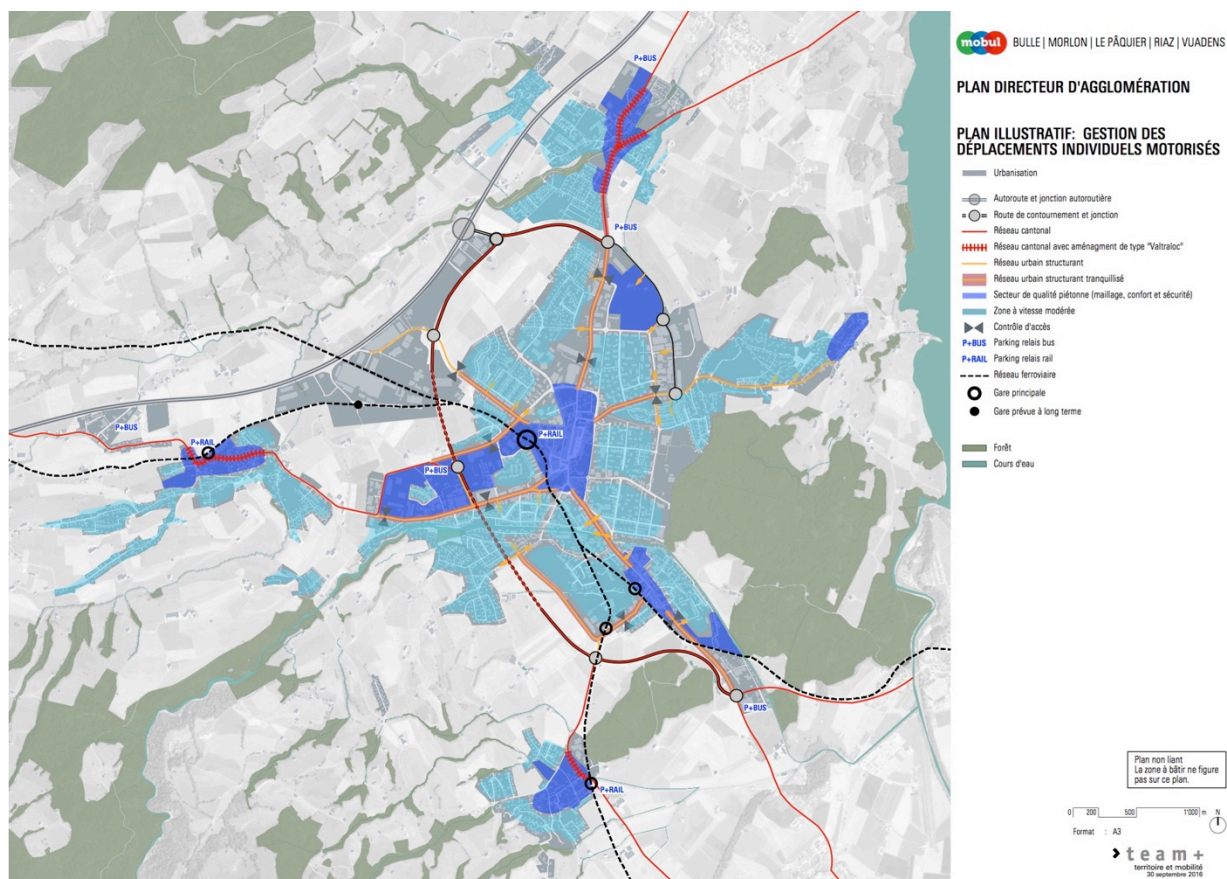 mobul BULLE | MORLON | LE PÂQUIER | RIAZ | VUADENS
PLAN DIRECTEUR D'AGGLOMÉRATION
PLAN ILLUSTRATIF: GESTION DES
DÉPLACEMENTS INDIVIDUELS MOTORISÉS
Urbanisation
Autoroute et jonction autoroutière
Route de contournement et jonction
Réseau cantonal
Réseau cantonal avec aménagment de type "Valtraloc"
Réseau urbain structurant
Réseau urbain structurant tranquillisé
Secteur de qualité piétonne (maillage, confort et sécurité)
Zone à vitesse modérée
Contrôle d'accès
P+BUS Parking relais bus
P+RAIL Parking relais rail
Réseau ferroviaire
Gare principale
Gare prévue à long terme
Forêt
Cours d'eau
P+BUS
P+BUS
P+BUS
P+RAIL
P+RAIL
P+BUS
P+BUS
P+RAIL
Plan non liant
La zone à bâtir ne figure
pas sur ce plan.
0 200 500 1'000 m N
Format : A3
team+
territoire et mobilité
30 septembre 2016